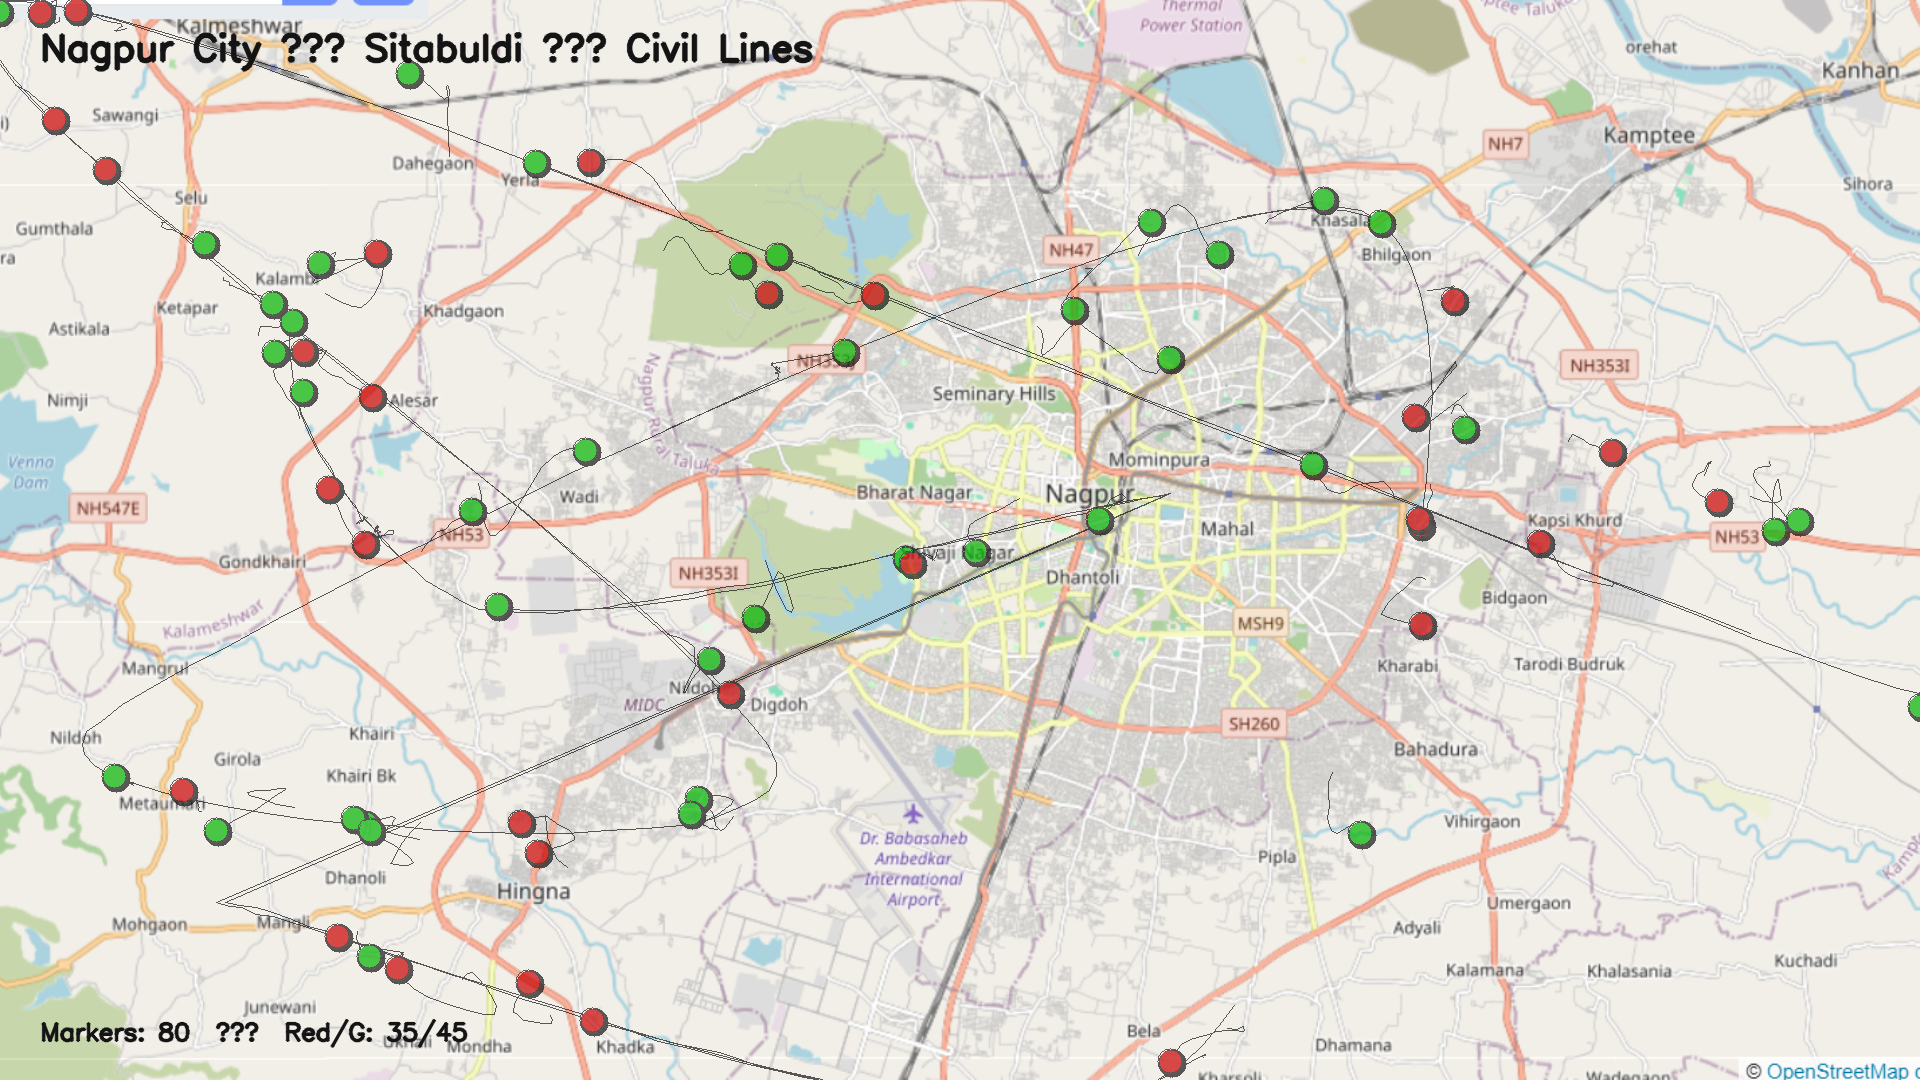 Kalmeshwar
Nagpur City ??? Sitabuldi ??? Civil Lines
Thermal
Power Station
orehat
Kanhan
Sawangi
Kamptee
NH7
Dahegaon
Yerla
Sihora
Selu
Gumthala
Khasala
NH47
Bhilgaon
Ketapar
Khadgaon
Astikala
NH353I
Nagpur Rural Taluka
Seminary Hills
Nimji
Alesar
Mominpura
Venna
Dam
Wadi
Bharat Nagar
Nagpur
NH547E
Mahal
Kapsi Khurd
NH53
NH53
Gondkhairi
Shivaji Nagar
NH353I
Dhantoli
Bidgaon
Kalameshwar
MSH9
Mangrul
Kharabi
Tarodi Budruk
MIDC
Digdoh
SH260
Nildoh
Khairi
Bahadura
Girola
Khairi Bk
Metaumari
Vihirgaon
Dr. Babasaheb
Ambedkar
International
Airport
Pipla
Dhanoli
Hingna
Umergaon
Mohgaon
Mangli
Adyali
Kuchadi
Kalamana
Khalasania
Junewani
Markers: 80 ??? Red/G: 35/45
Mondha
Khadka
Bela
Dhamana
Kharsoli
Wadegaon
© OpenStreetMap c